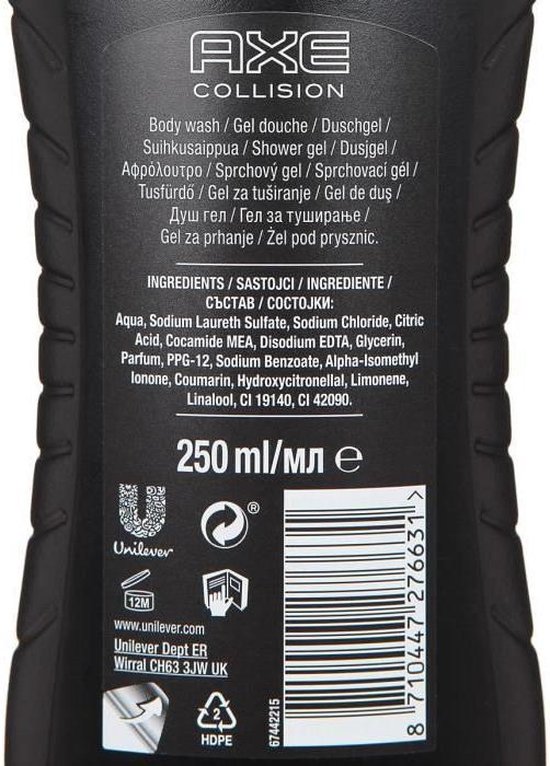 AXE
COLLISION
Body wash / Gel douche / Duschgel /
Suihkusaippua / Shower gel / Dusjgel /
Αφρόλουτρο / Sprchový gel / Sprchovací gél /
Tusfürdő / Gel za tuširanje / Gel de duş /
Душ гел / Гел за туширање /
Gel za prhanje / Żel pod prysznic.
INGREDIENTS / SASTOJCI / INGREDIENTE /
СЪСТАВ / СОСТОЈКИ:
Aqua, Sodium Laureth Sulfate, Sodium Chloride, Citric
Acid, Cocamide MEA, Disodium EDTA, Glycerin,
Parfum, PPG-12, Sodium Benzoate, Alpha-Isomethyl
Ionone, Coumarin, Hydroxycitronellal, Limonene,
Linalool, CI 19140, CI 42090.
250 ml/мл ℮
Unilever
®
12M
www.unilever.com
Unilever Dept ER
Wirral CH63 3JW UK
2
HDPE
67442215
8 710447 276631 >